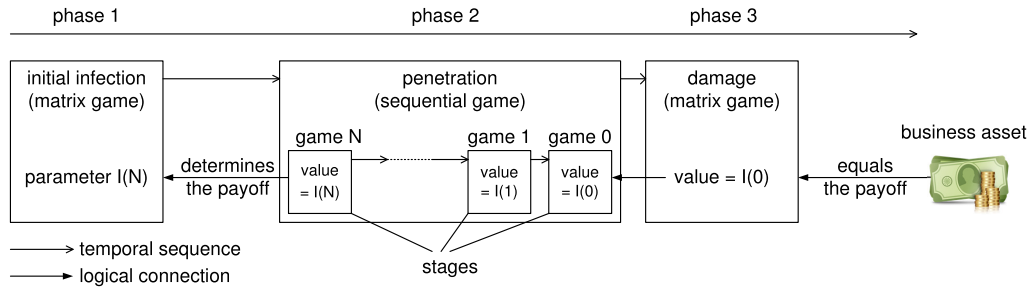 phase 1
phase 2
phase 3
initial infection
(matrix game)
parameter I(N)
determines
the payoff
penetration
(sequential game)
game N
value
= I(N)
game 1
value
= I(1)
game 0
value
= I(0)
stages
damage
(matrix game)
value = I(0)
equals
the payoff
business asset
temporal sequence
logical connection